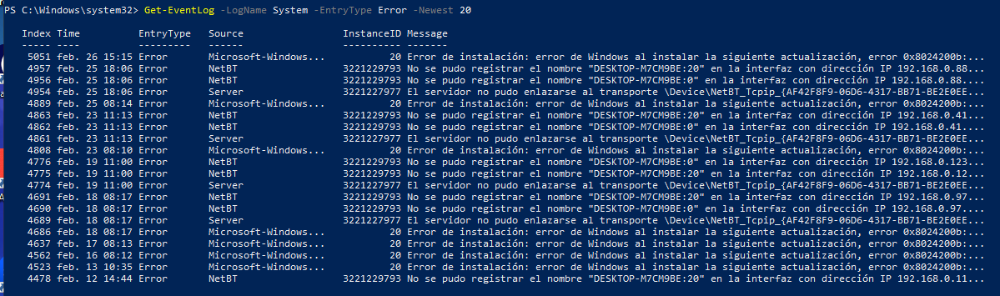 PS C:\Windows\system32> Get-EventLog -LogName System -EntryType Error -Newest 20
Index Time EntryType Source InstanceID Message
----- ---- --------- ------ ---------- -------
5051 feb. 26 15:15 Error Microsoft-Windows... 20 Error de instalación: error de Windows al instalar la siguiente actualización, error 0x8024200b:...
4957 feb. 25 18:06 Error NetBT 3221229793 No se pudo registrar el nombre "DESKTOP-M7CM9BE:20" en la interfaz con dirección IP 192.168.0.88...
4956 feb. 25 18:06 Error NetBT 3221229793 No se pudo registrar el nombre "DESKTOP-M7CM9BE:0" en la interfaz con dirección IP 192.168.0.88....
4954 feb. 25 18:06 Error Server 3221227977 El servidor no pudo enlazarse al transporte \Device\NetBT_Tcpip_{AF42F8F9-06D6-4317-BB71-BE2E0EE...
4889 feb. 25 08:14 Error Microsoft-Windows... 20 Error de instalación: error de Windows al instalar la siguiente actualización, error 0x8024200b:...
4863 feb. 23 11:13 Error NetBT 3221229793 No se pudo registrar el nombre "DESKTOP-M7CM9BE:20" en la interfaz con dirección IP 192.168.0.41...
4862 feb. 23 11:13 Error NetBT 3221229793 No se pudo registrar el nombre "DESKTOP-M7CM9BE:0" en la interfaz con dirección IP 192.168.0.41....
4861 feb. 23 11:13 Error Server 3221227977 El servidor no pudo enlazarse al transporte \Device\NetBT_Tcpip_{AF42F8F9-06D6-4317-BB71-BE2E0EE...
4808 feb. 23 08:10 Error Microsoft-Windows... 20 Error de instalación: error de Windows al instalar la siguiente actualización, error 0x8024200b:...
4776 feb. 19 11:00 Error NetBT 3221229793 No se pudo registrar el nombre "DESKTOP-M7CM9BE:0" en la interfaz con dirección IP 192.168.0.123...
4775 feb. 19 11:00 Error NetBT 3221229793 No se pudo registrar el nombre "DESKTOP-M7CM9BE:20" en la interfaz con dirección IP 192.168.0.12...
4774 feb. 19 11:00 Error Server 3221227977 El servidor no pudo enlazarse al transporte \Device\NetBT_Tcpip_{AF42F8F9-06D6-4317-BB71-BE2E0EE...
4691 feb. 18 08:17 Error NetBT 3221229793 No se pudo registrar el nombre "DESKTOP-M7CM9BE:20" en la interfaz con dirección IP 192.168.0.97...
4690 feb. 18 08:17 Error NetBT 3221229793 No se pudo registrar el nombre "DESKTOP-M7CM9BE:0" en la interfaz con dirección IP 192.168.0.97....
4689 feb. 18 08:17 Error Server 3221227977 El servidor no pudo enlazarse al transporte \Device\NetBT_Tcpip_{AF42F8F9-06D6-4317-BB71-BE2E0EE...
4686 feb. 18 08:17 Error Microsoft-Windows... 20 Error de instalación: error de Windows al instalar la siguiente actualización, error 0x8024200b:...
4637 feb. 17 08:13 Error Microsoft-Windows... 20 Error de instalación: error de Windows al instalar la siguiente actualización, error 0x8024200b:...
4562 feb. 16 08:12 Error Microsoft-Windows... 20 Error de instalación: error de Windows al instalar la siguiente actualización, error 0x8024200b:...
4523 feb. 13 10:35 Error Microsoft-Windows... 20 Error de instalación: error de Windows al instalar la siguiente actualización, error 0x8024200b:...
4478 feb. 12 14:44 Error NetBT 3221229793 No se pudo registrar el nombre "DESKTOP-M7CM9BE:20" en la interfaz con dirección IP 192.168.0.11...